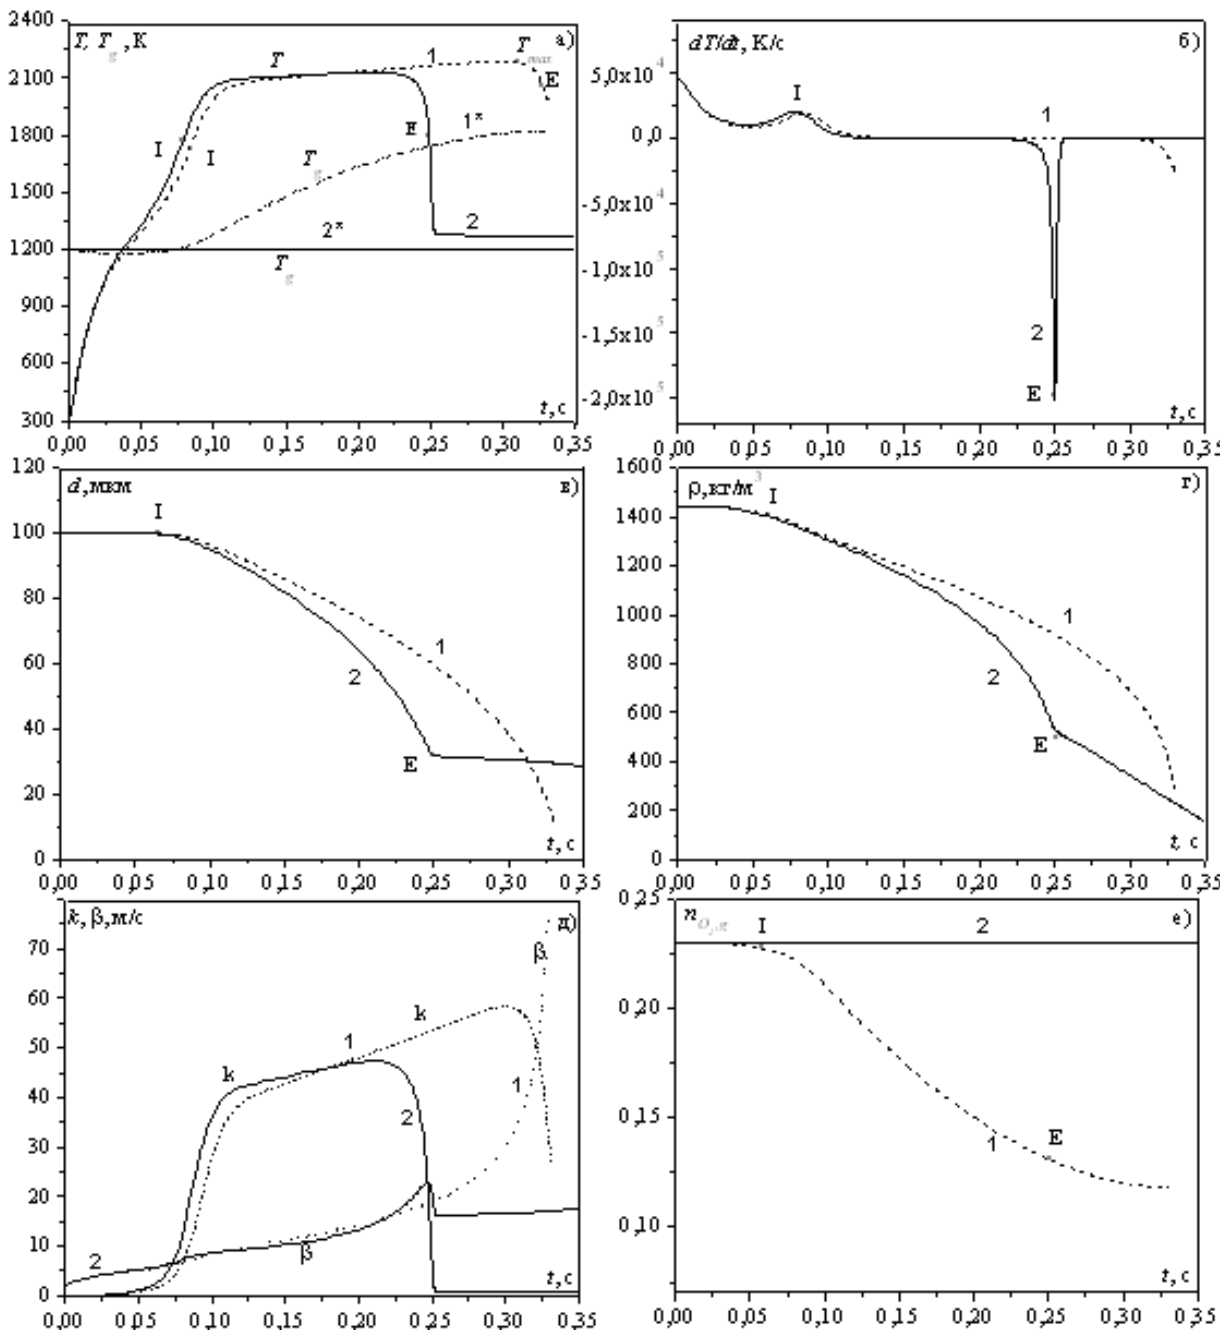 2400
2100
1800
1500
1200
900
600
300
T, T_g, К
а)
T
1
T_max
E
I
I
E
1*
T_g
2
2*
T_g
t, с
0,00 0,05 0,10 0,15 0,20 0,25 0,30 0,35
dT/dt, К/с
б)
5,0x10^4
0,0
-5,0x10^4
-1,0x10^5
-1,5x10^5
-2,0x10^5
I
1
2
E
t, с
0,00 0,05 0,10 0,15 0,20 0,25 0,30 0,35
120
100
80
60
40
20
0
d, мкм
в)
I
1
2
E
t, с
0,00 0,05 0,10 0,15 0,20 0,25 0,30 0,35
1600
1400
1200
1000
800
600
400
200
0
ρ, кг/м^3
г)
I
1
2
E
t, с
0,00 0,05 0,10 0,15 0,20 0,25 0,30 0,35
70
60
50
40
30
20
10
0
k, β, м/с
д)
β
k
1
k
1
2
2
β
t, с
0,00 0,05 0,10 0,15 0,20 0,25 0,30 0,35
0,25
0,20
0,15
0,10
n_O2,g
е)
I
2
1
E
t, с
0,00 0,05 0,10 0,15 0,20 0,25 0,30 0,35